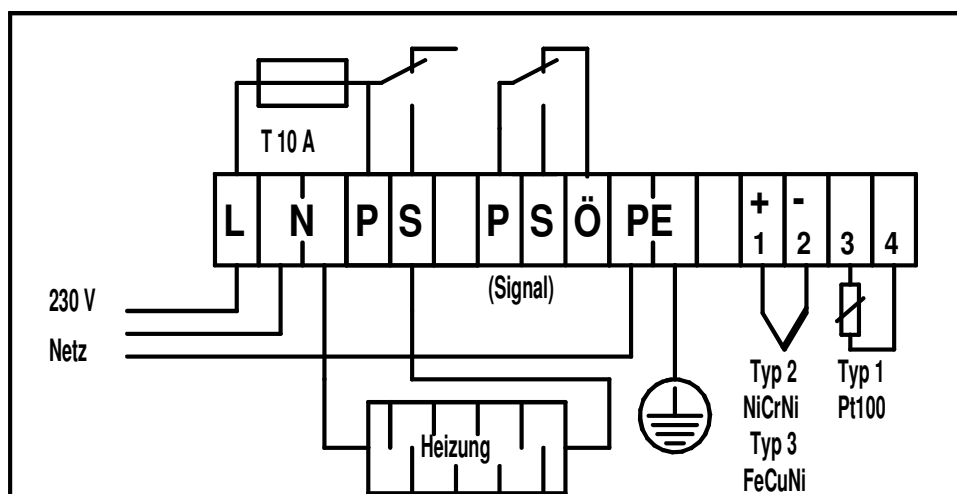 T 10 A
L N P S P S Ö PE + 1 - 2 3 4
(Signal)
230 V
Netz
Typ 2
NiCrNi
Typ 3
FeCuNi
Typ 1
Pt100
Heizung